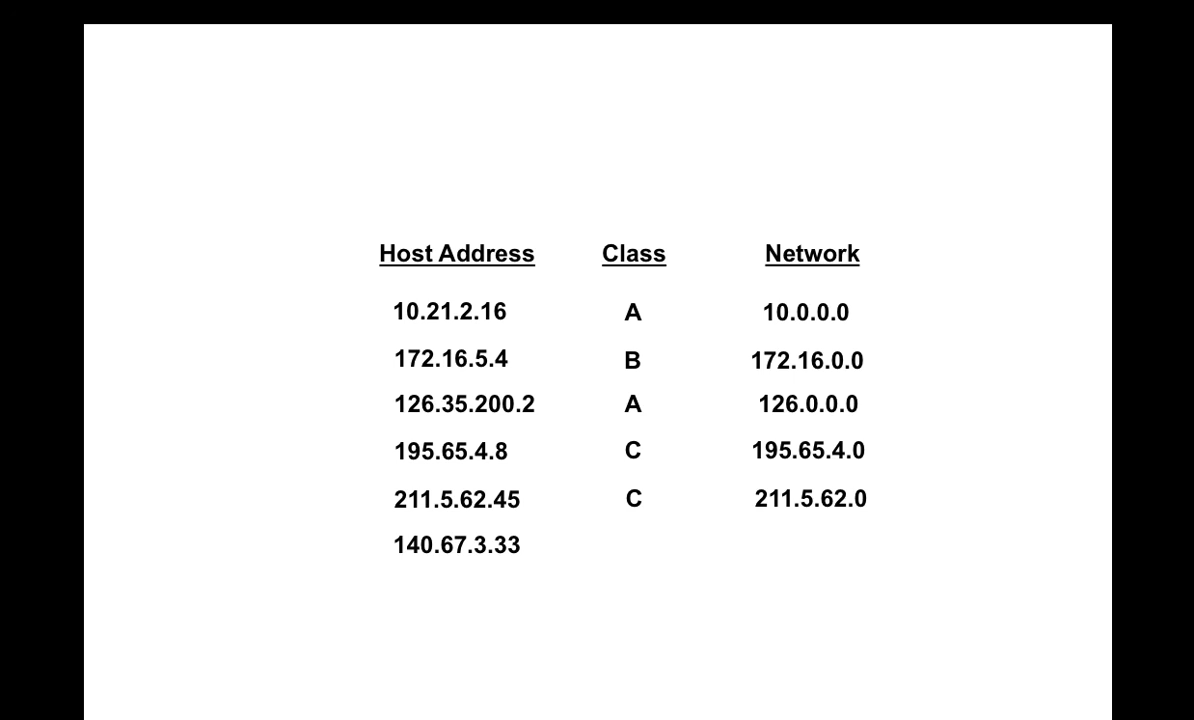 Host Address Class Network
10.21.2.16 A 10.0.0.0
172.16.5.4 B 172.16.0.0
126.35.200.2 A 126.0.0.0
195.65.4.8 C 195.65.4.0
211.5.62.45 C 211.5.62.0
140.67.3.33